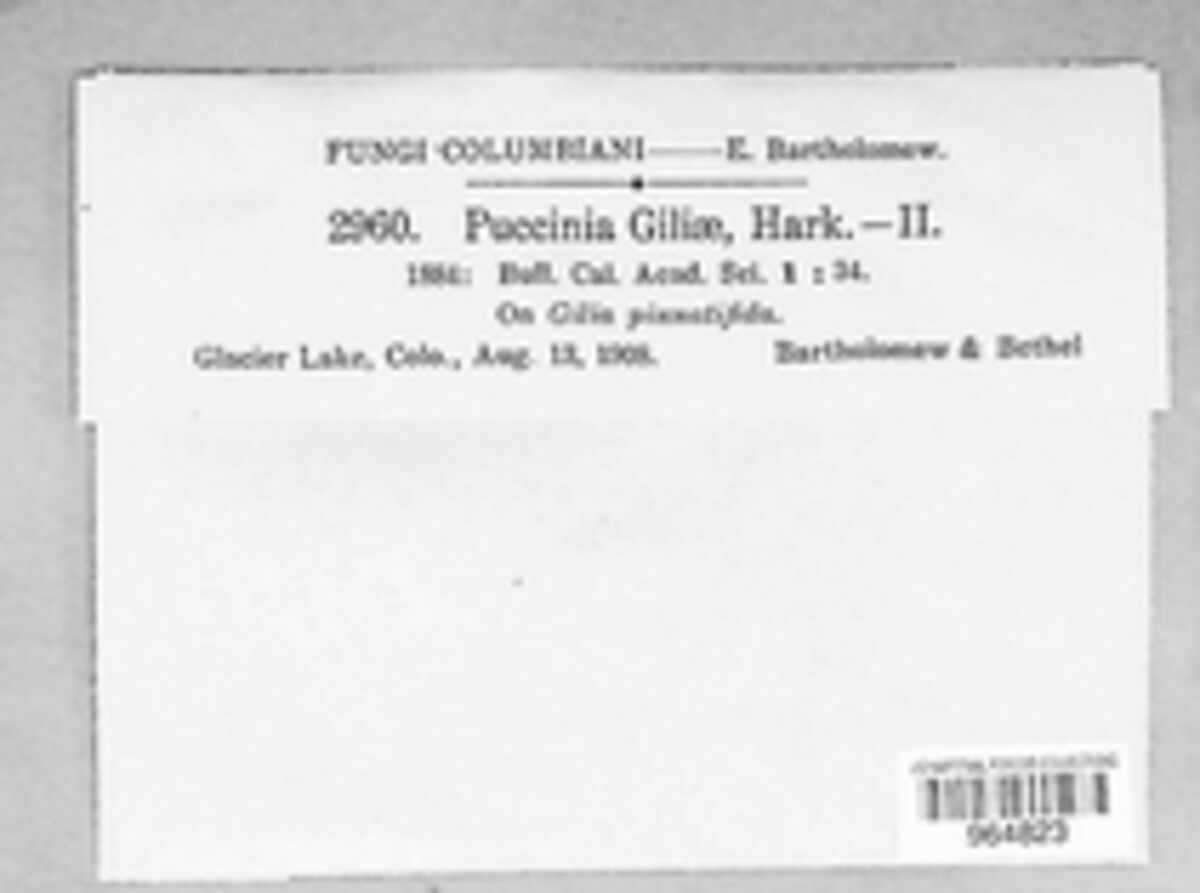 FUNGI COLUMBIANI—E. Bartholomew.
2960. Puccinia Giliæ, Hark.—II.
1884: Bull. Cal. Acad. Sci. 1 : 34.
On Gilia pinnatifida.
Glacier Lake, Colo., Aug. 13, 1908. Bartholomew & Bethel
964823